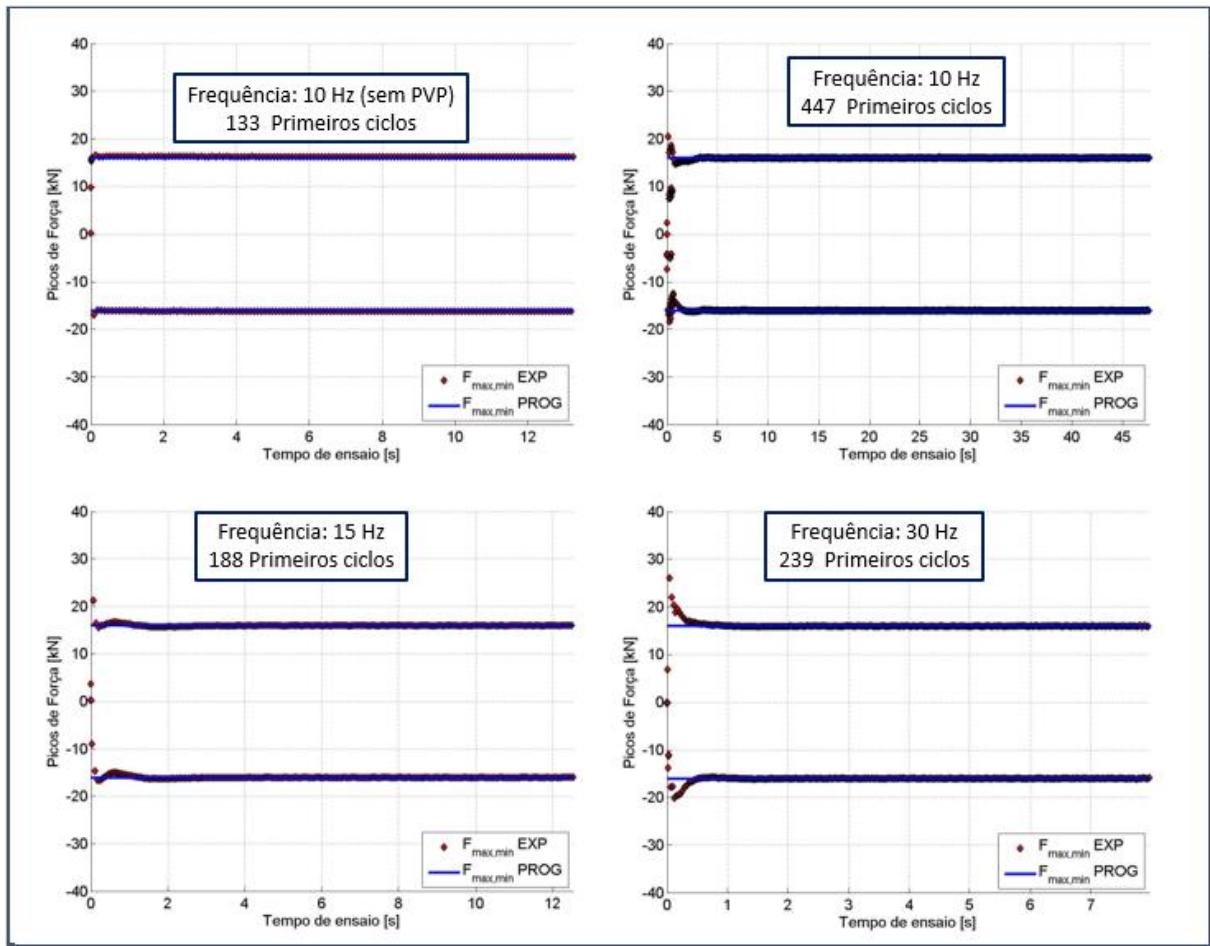 40
30
20
10
0
-10
-20
-30
-40
Picos de Força [kN]
Frequência: 10 Hz (sem PVP)
133 Primeiros ciclos
F max,min EXP
F max,min PROG
0 2 4 6 8 10 12
Tempo de ensaio [s]
40
30
20
10
0
-10
-20
-30
-40
Picos de Força [kN]
Frequência: 10 Hz
447 Primeiros ciclos
F max,min EXP
F max,min PROG
0 5 10 15 20 25 30 35 40 45
Tempo de ensaio [s]
40
30
20
10
0
-10
-20
-30
-40
Picos de Força [kN]
Frequência: 15 Hz
188 Primeiros ciclos
F max,min EXP
F max,min PROG
0 2 4 6 8 10 12
Tempo de ensaio [s]
40
30
20
10
0
-10
-20
-30
-40
Picos de Força [kN]
Frequência: 30 Hz
239 Primeiros ciclos
F max,min EXP
F max,min PROG
0 1 2 3 4 5 6 7
Tempo de ensaio [s]